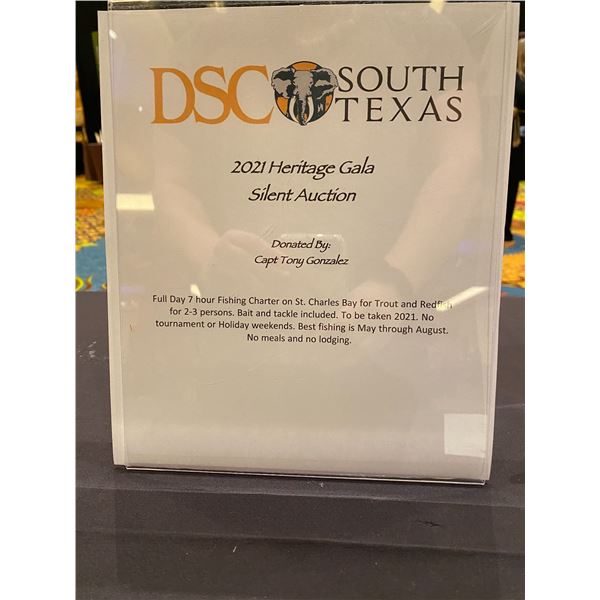 DSC SOUTH TEXAS
2021 Heritage Gala
Silent Auction
Donated By:
Capt Tony Gonzalez
Full Day 7 hour Fishing Charter on St. Charles Bay for Trout and Redfish
for 2-3 persons. Bait and tackle included. To be taken 2021. No
tournament or Holiday weekends. Best fishing is May through August.
No meals and no lodging.